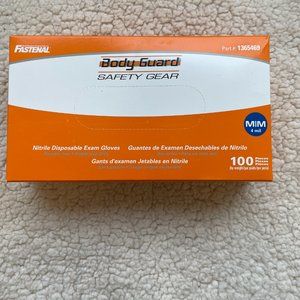 FASTENAL
Part #: 1365469
Body Guard
SAFETY GEAR
M|M
4 mil
Nitrile Disposable Exam Gloves
Guantes de Examen Desechables de Nitrilo
Gants d'examen Jetables en Nitrile
100